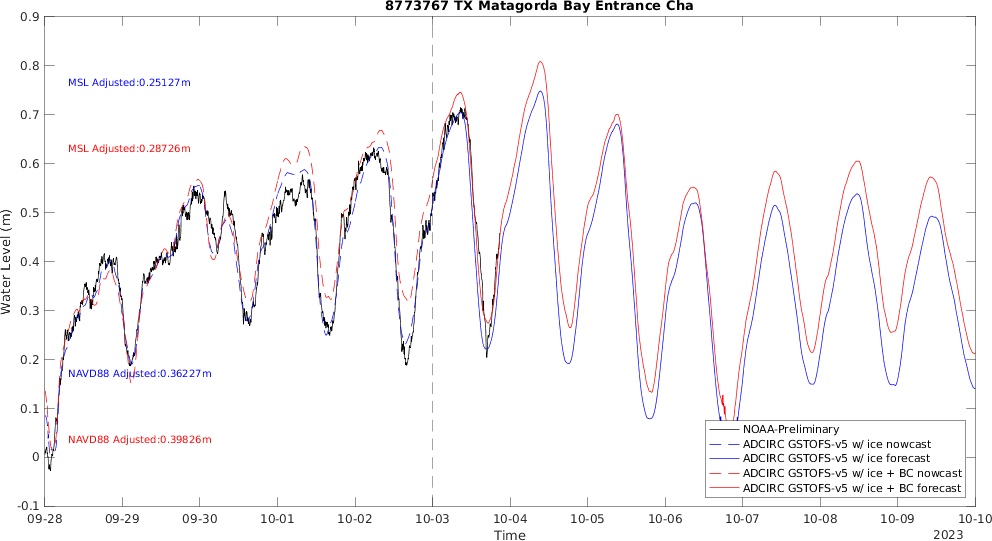 8773767 TX Matagorda Bay Entrance Cha
0.9
0.8
0.7
0.6
0.5
0.4
0.3
0.2
0.1
0
-0.1
Water Level (m)
MSL Adjusted:0.25127m
MSL Adjusted:0.28726m
NAVD88 Adjusted:0.36227m
NAVD88 Adjusted:0.39826m
NOAA-Preliminary
ADCIRC GSTOFS-v5 w/ ice nowcast
ADCIRC GSTOFS-v5 w/ ice forecast
ADCIRC GSTOFS-v5 w/ ice + BC nowcast
ADCIRC GSTOFS-v5 w/ ice + BC forecast
09-28 09-29 09-30 10-01 10-02 10-03 10-04 10-05 10-06 10-07 10-08 10-09 10-10
Time
2023